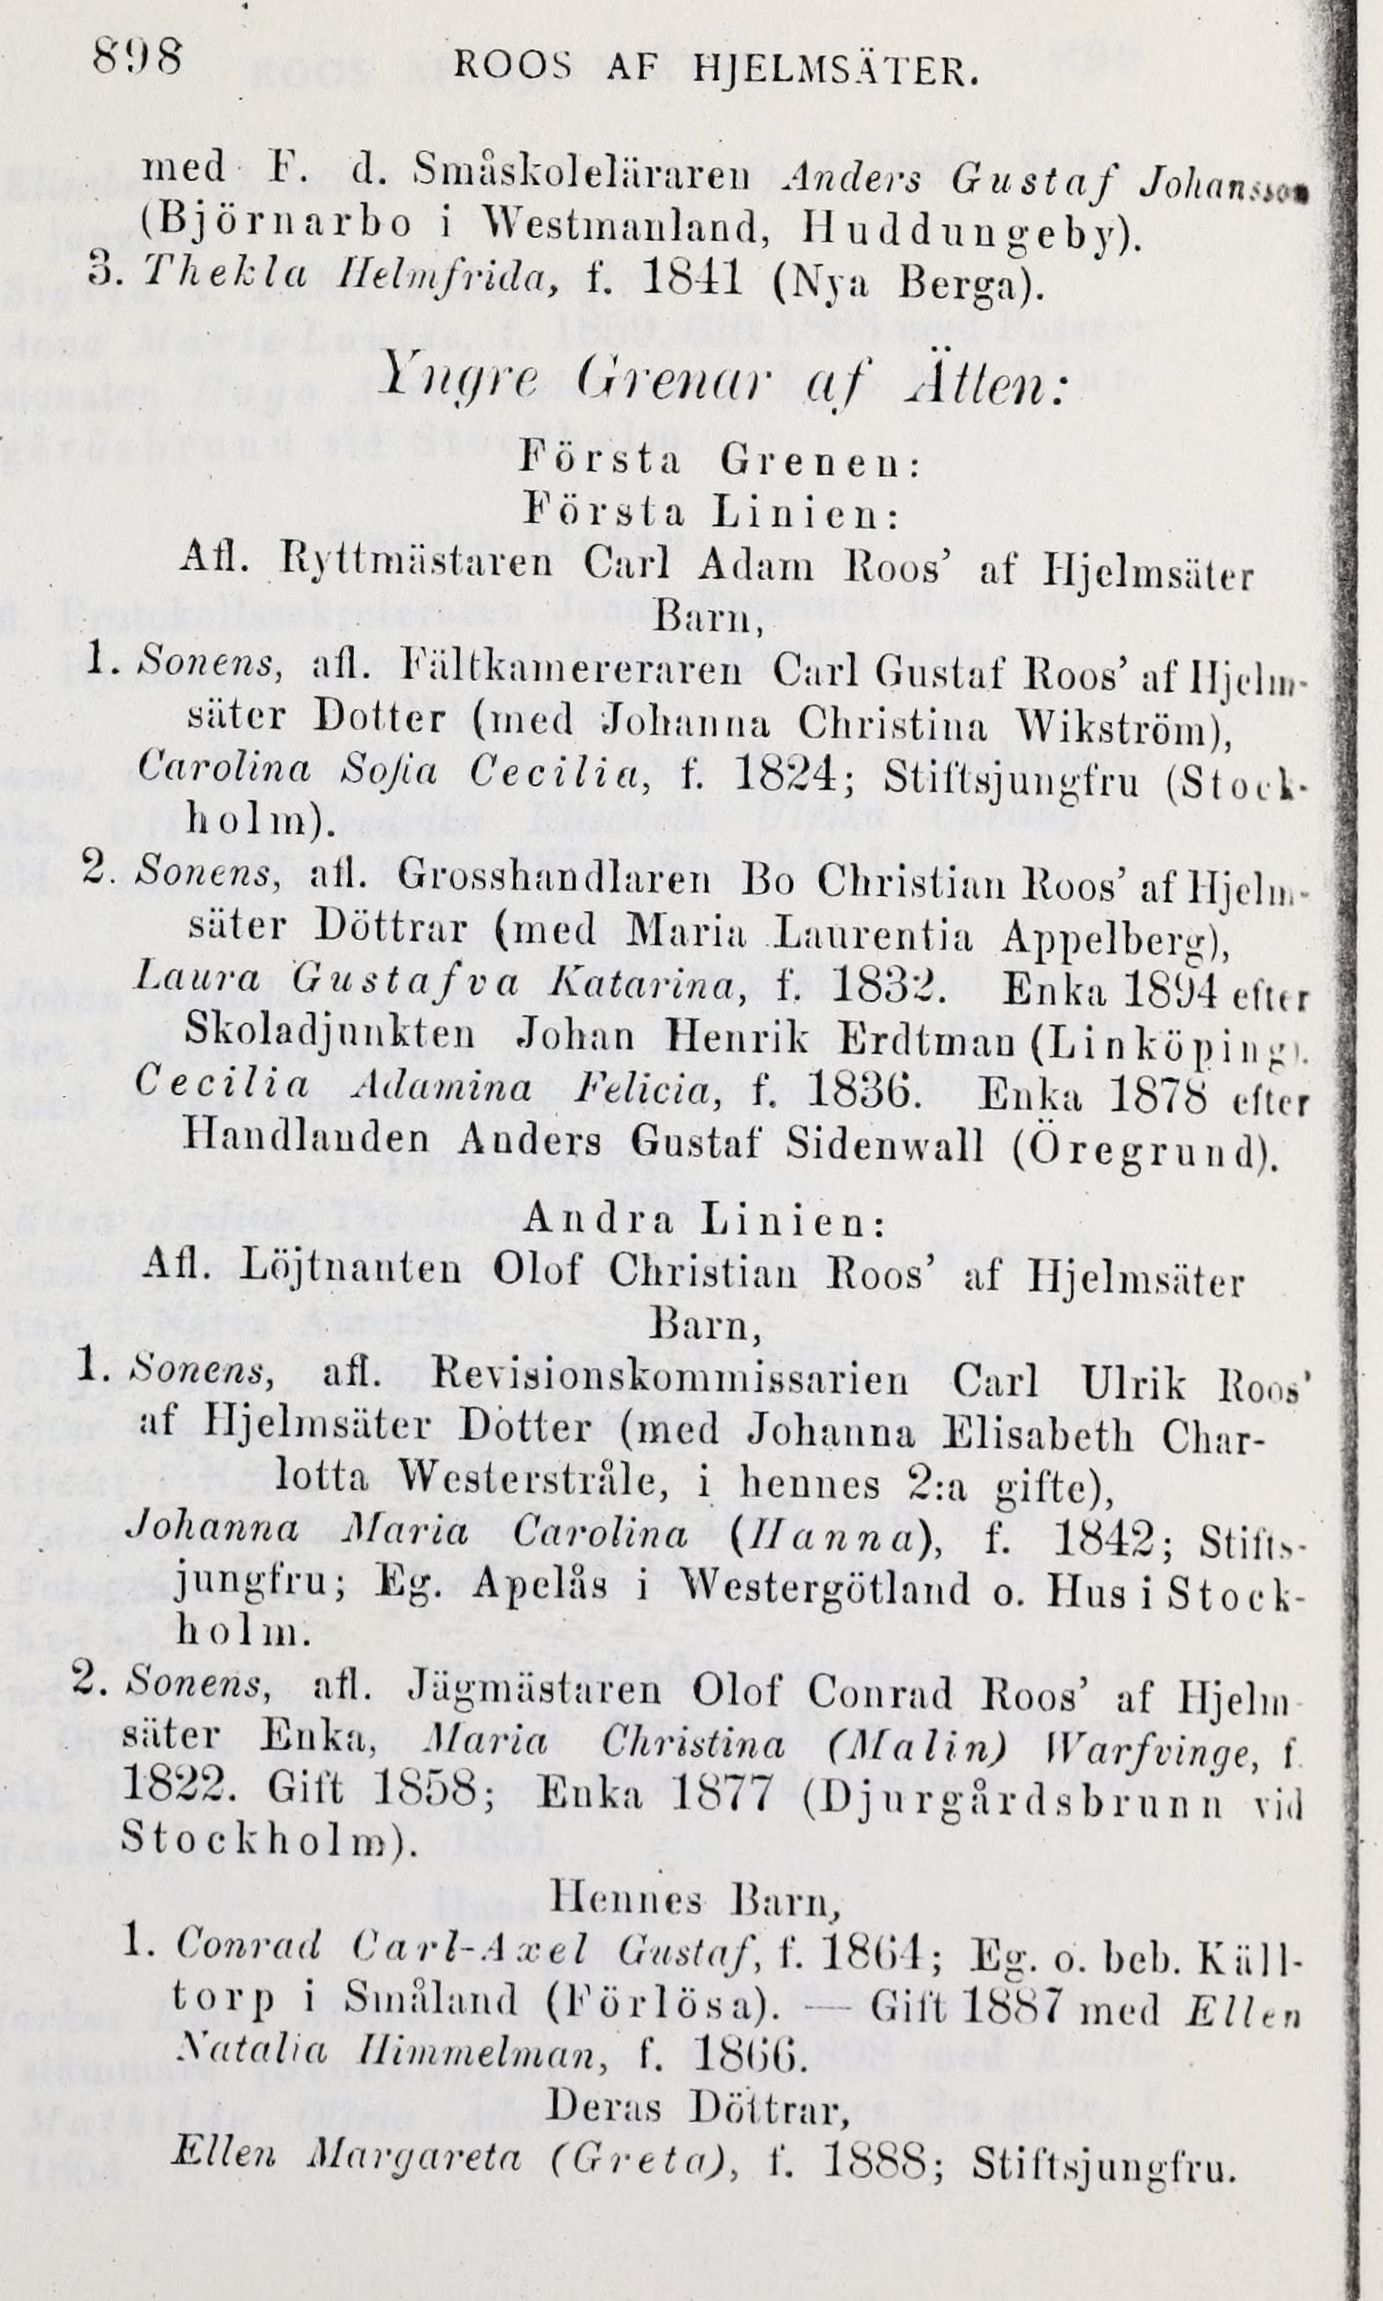 898 ROOS AF HJELMSÄTER.
med F. d. Småskoleläraren Anders Gustaf Johansson
(Björnarbo i Westmanland, Huddungeby).
3. Thekla Helmfrida, f. 1841 (Nya Berga).
Yngre Grenar af Ätten:
Första Grenen:
Första Linien:
Afl. Ryttmästaren Carl Adam Roos' af Hjelmsäter
Barn,
1. Sonens, afl. Fältkamereraren Carl Gustaf Roos' af Hjelm-
säter Dotter (med Johanna Christina Wikström),
Carolina Sofia Cecilia, f. 1824; Stiftsjungfru (Stock-
holm).
2. Sonens, afl. Grosshandlaren Bo Christian Roos' af Hjelm-
säter Döttrar (med Maria Laurentia Appelberg),
Laura Gustafva Katarina, f. 1832. Enka 1894 efter
Skoladjunkten Johan Henrik Erdtman (Linköping).
Cecilia Adamina Felicia, f. 1836. Enka 1878 efter
Handlanden Anders Gustaf Sidenwall (Öregrund).
Andra Linien:
Afl. Löjtnanten Olof Christian Roos' af Hjelmsäter
Barn,
1. Sonens, afl. Revisionskommissarien Carl Ulrik Roos'
af Hjelmsäter Dotter (med Johanna Elisabeth Char-
lotta Westerstråle, i hennes 2:a gifte),
Johanna Maria Carolina (Hanna), f. 1842; Stifts-
jungfru; Eg. Apelås i Westergötland o. Hus i Stock-
holm.
2. Sonens, afl. Jägmästaren Olof Conrad Roos' af Hjelm-
säter Enka, Maria Christina (Malin) Warfvinge, f.
1822. Gift 1858; Enka 1877 (Djurgårdsbrunn vid
Stockholm).
Hennes Barn,
1. Conrad Carl-Axel Gustaf, f. 1864; Eg. o. beb. Käll-
torp i Småland (Förlösa). — Gift 1887 med Ellen
Natalia Himmelman, f. 1866.
Deras Döttrar,
Ellen Margareta (Greta), f. 1888; Stiftsjungfru.